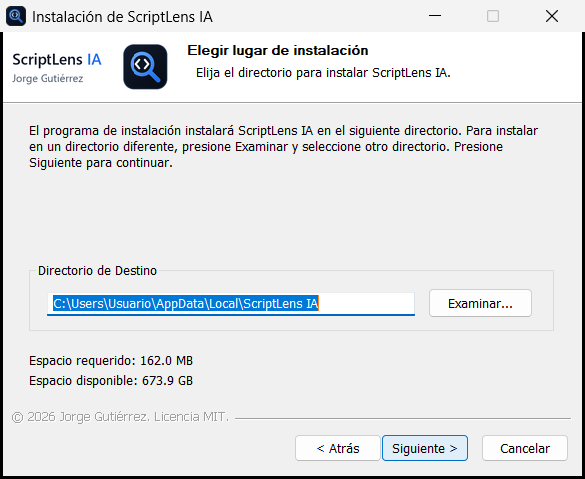 Instalación de ScriptLens IA
ScriptLens IA
Jorge Gutiérrez
Elegir lugar de instalación
Elija el directorio para instalar ScriptLens IA.
El programa de instalación instalará ScriptLens IA en el siguiente directorio. Para instalar
en un directorio diferente, presione Examinar y seleccione otro directorio. Presione
Siguiente para continuar.
Directorio de Destino
C:\Users\Usuario\AppData\Local\ScriptLens IA
Examinar...
Espacio requerido: 162.0 MB
Espacio disponible: 673.9 GB
© 2026 Jorge Gutiérrez. Licencia MIT.
< Atrás
Siguiente >
Cancelar